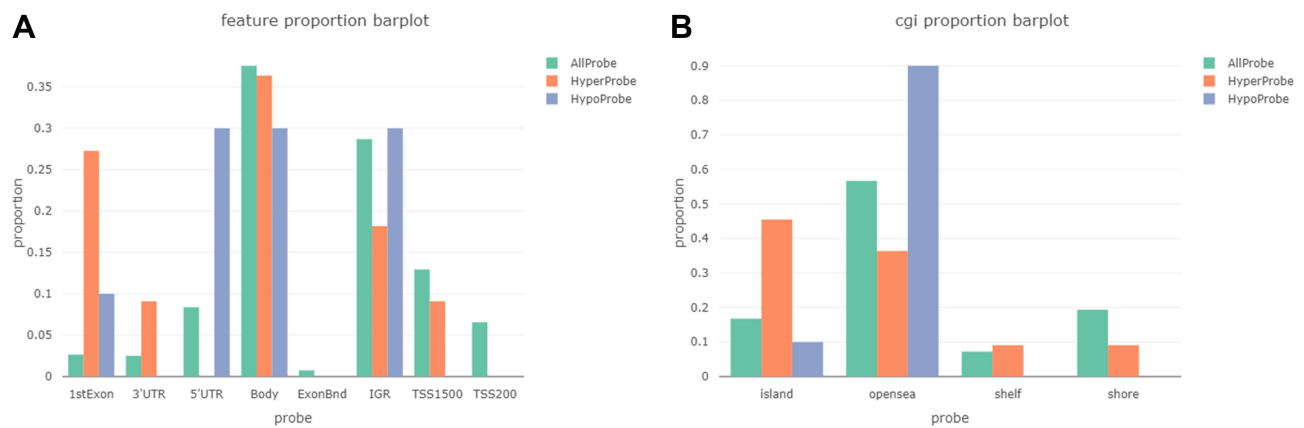 A
feature proportion barplot
AllProbe
HyperProbe
HypoProbe
proportion
0.35
0.3
0.25
0.2
0.15
0.1
0.05
0
1stExon 3'UTR 5'UTR Body ExonBnd IGR TSS1500 TSS200
probe
B
cgi proportion barplot
AllProbe
HyperProbe
HypoProbe
proportion
0.9
0.8
0.7
0.6
0.5
0.4
0.3
0.2
0.1
0
island opensea shelf shore
probe